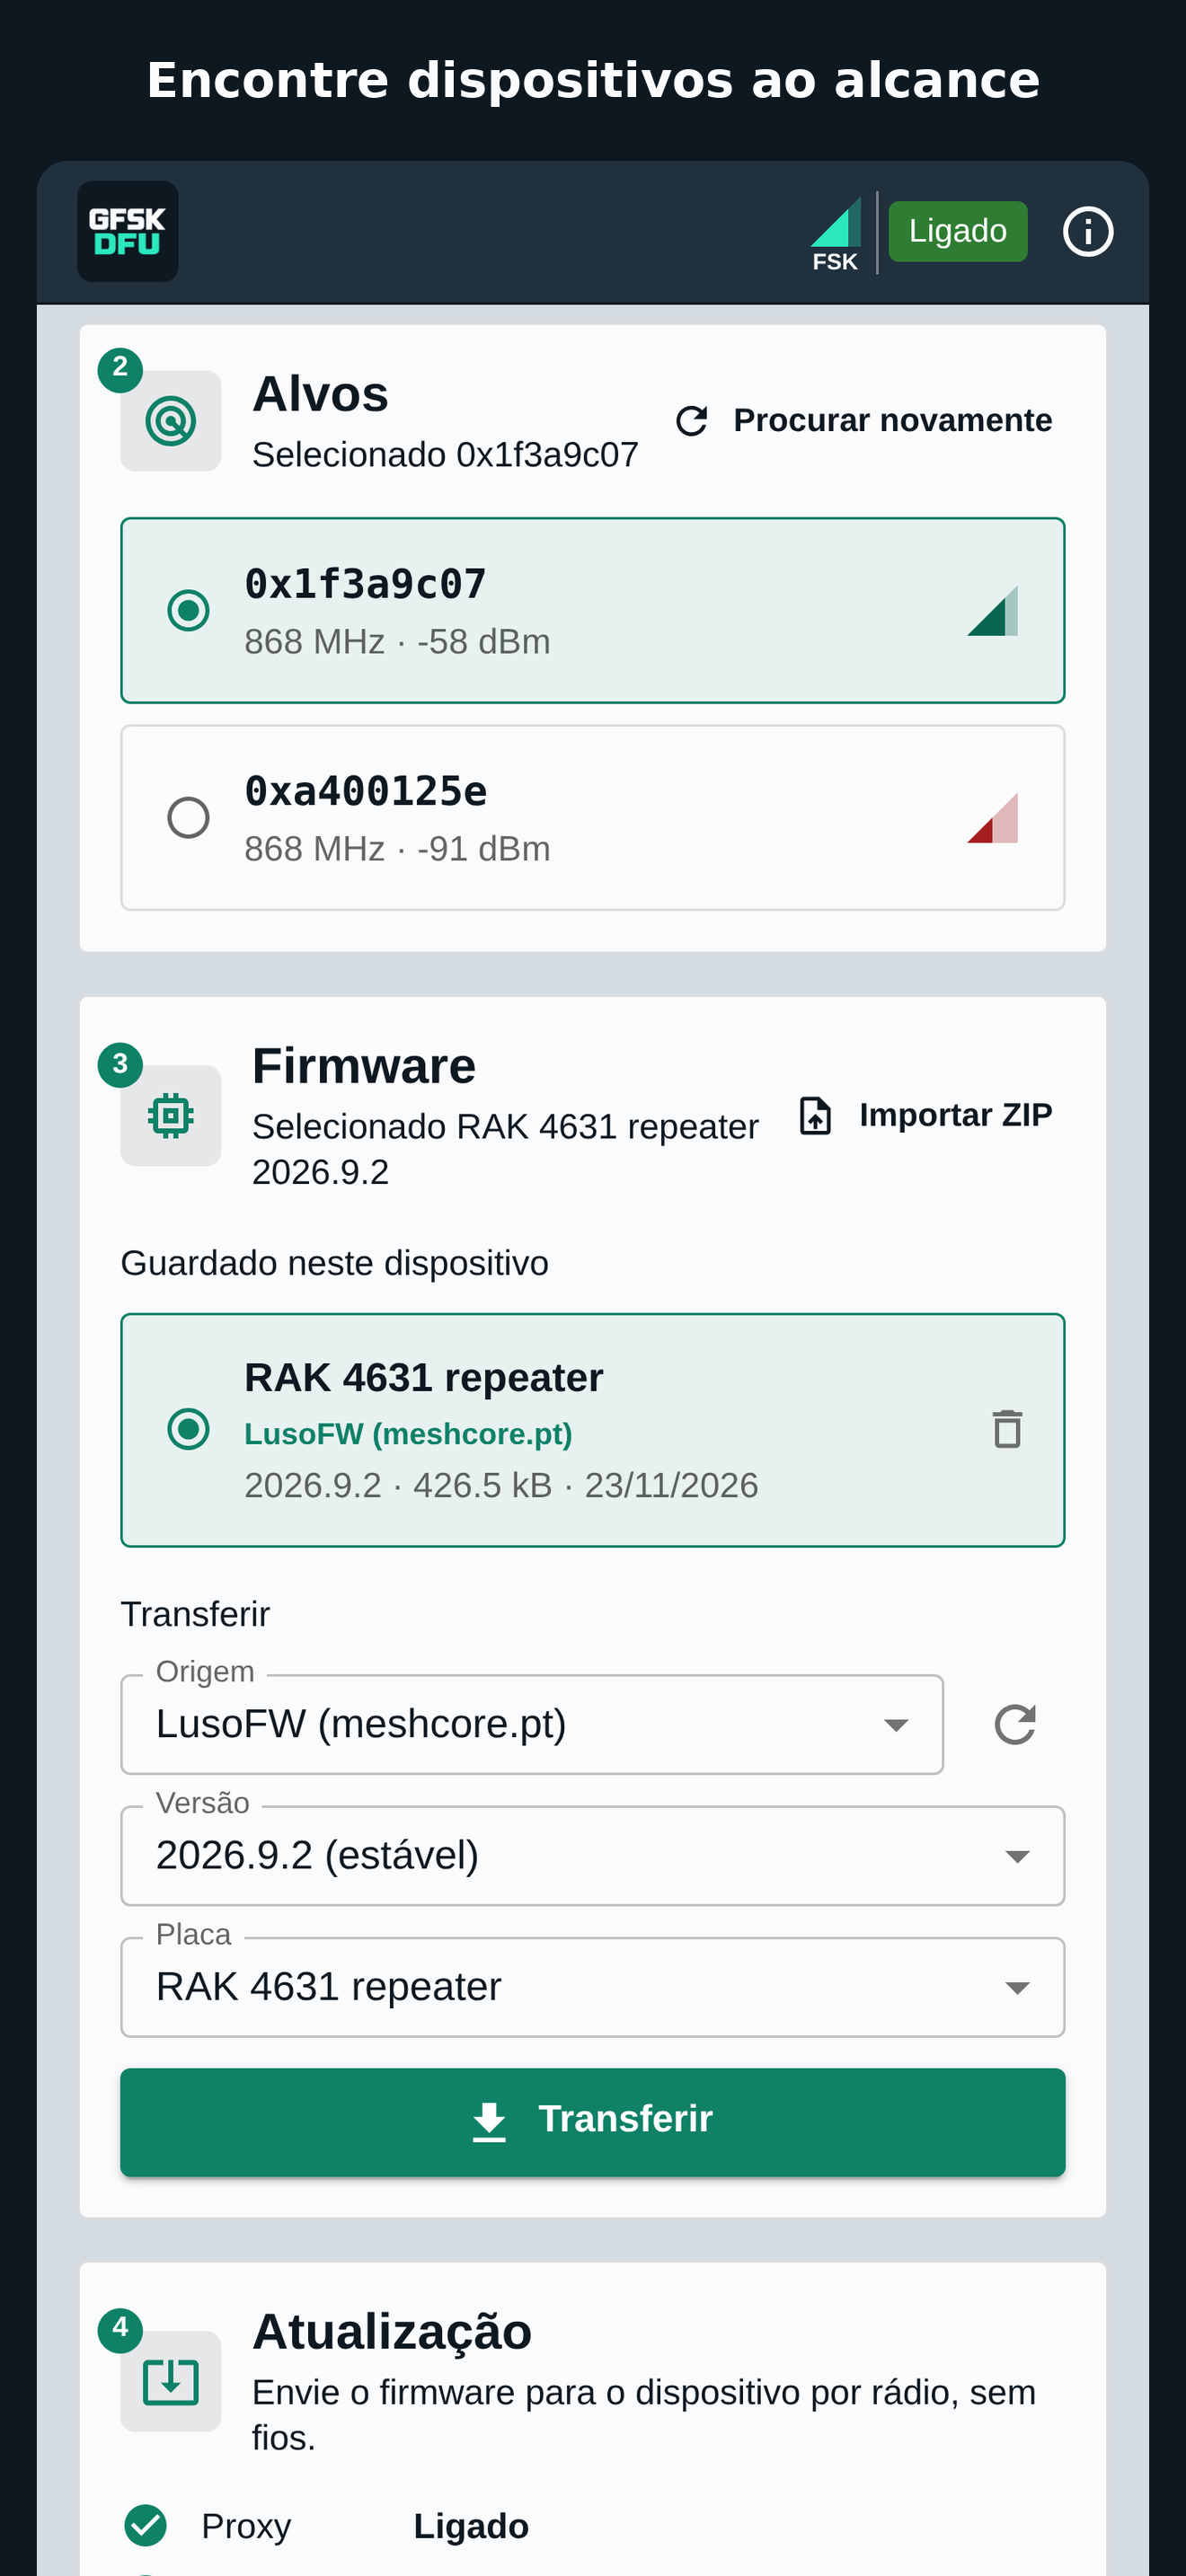 Encontre dispositivos ao alcance
GFSK
DFU
FSK
Ligado
2
Alvos
Selecionado 0x1f3a9c07
Procurar novamente
0x1f3a9c07
868 MHz · -58 dBm
0xa400125e
868 MHz · -91 dBm
3
Firmware
Selecionado RAK 4631 repeater
2026.9.2
Importar ZIP
Guardado neste dispositivo
RAK 4631 repeater
LusoFW (meshcore.pt)
2026.9.2 · 426.5 kB · 23/11/2026
Transferir
Origem
LusoFW (meshcore.pt)
Versão
2026.9.2 (estável)
Placa
RAK 4631 repeater
Transferir
4
Atualização
Envie o firmware para o dispositivo por rádio, sem
fios.
Proxy
Ligado